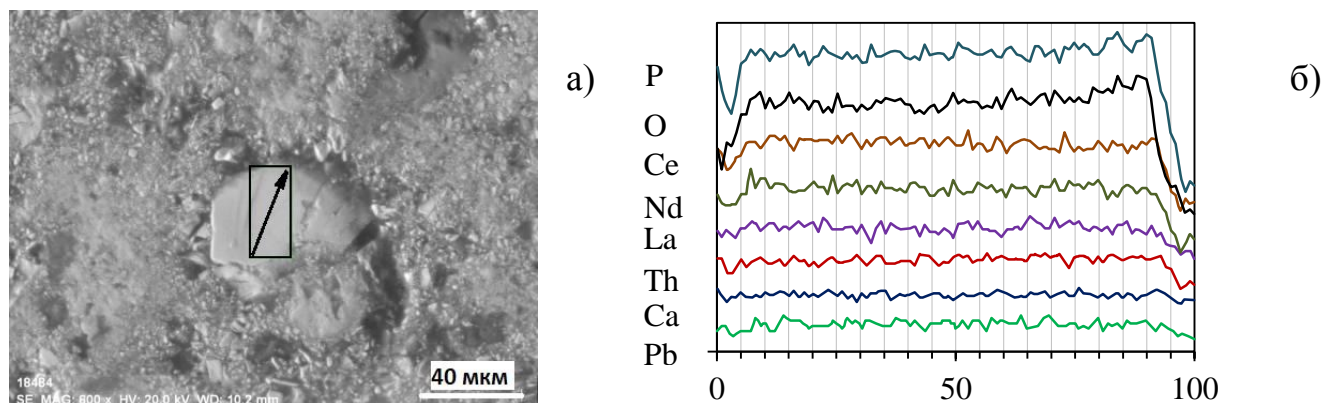 а)
40 мкм
18484
SE MAG: 600 x HV: 20.0 kV WD: 10.2 mm
P
O
Ce
Nd
La
Th
Ca
Pb
0 50 100
б)